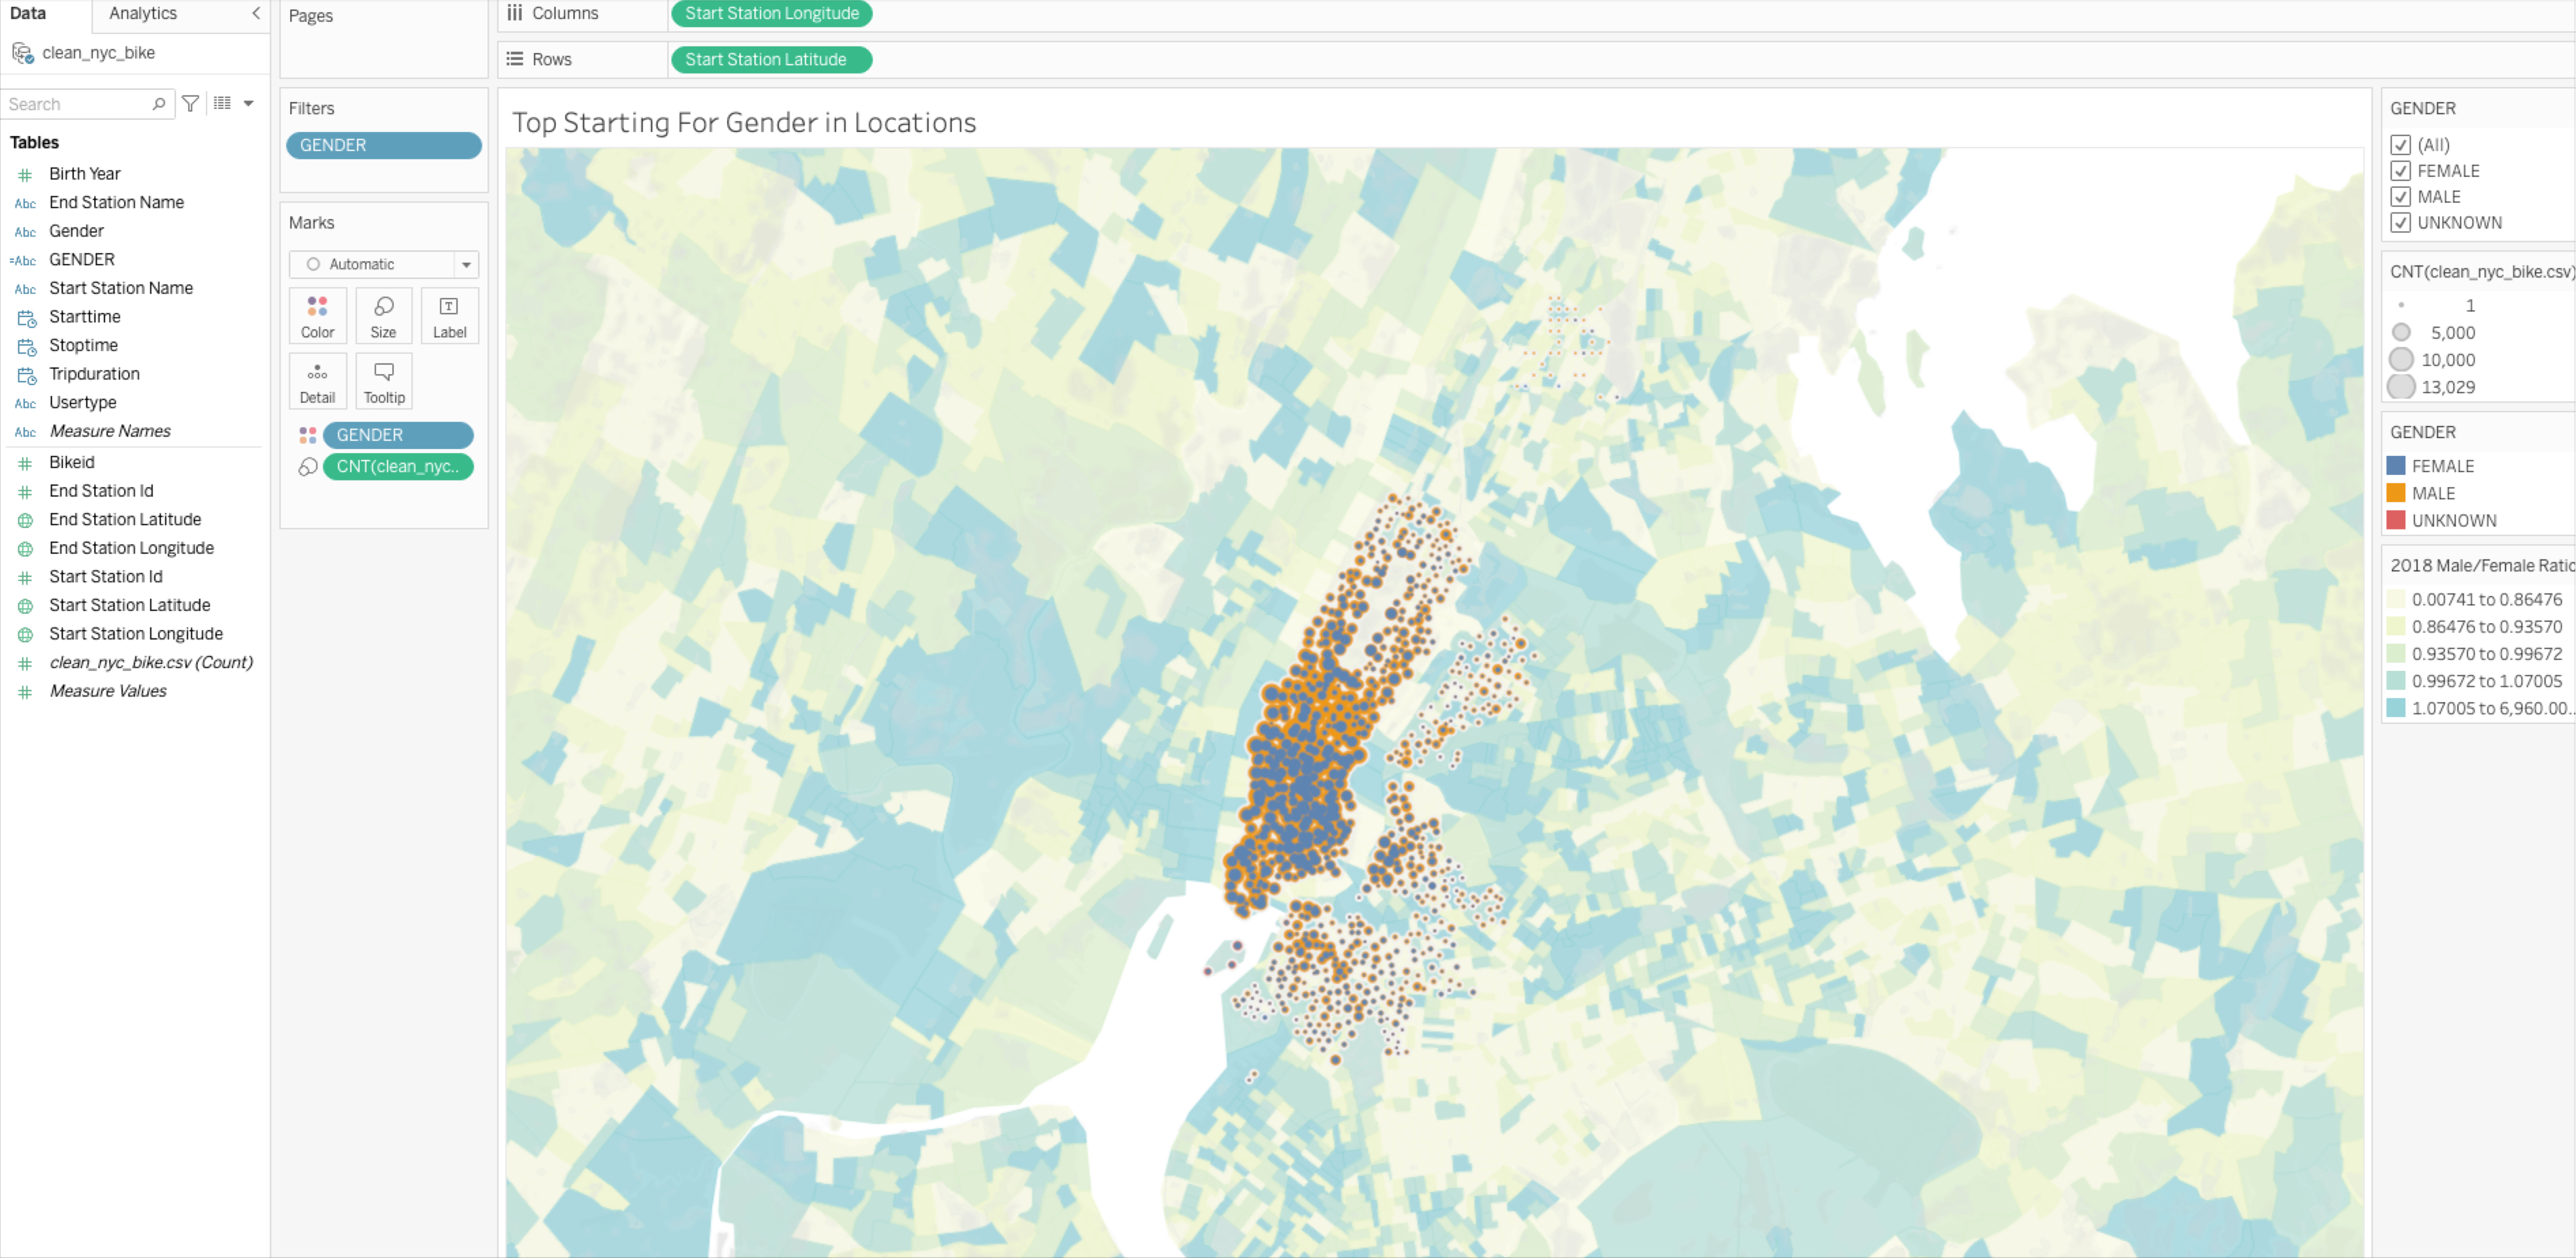 Data
Analytics
clean_nyc_bike
Search
Tables
Birth Year
Abc End Station Name
Abc Gender
=Abc GENDER
Abc Start Station Name
Starttime
Stoptime
Tripduration
Abc Usertype
Abc Measure Names
Bikeid
End Station Id
End Station Latitude
End Station Longitude
Start Station Id
Start Station Latitude
Start Station Longitude
clean_nyc_bike.csv (Count)
Measure Values
Pages
Filters
GENDER
Marks
Automatic
Color Size Label
Detail Tooltip
GENDER
CNT(clean_nyc..
Columns Start Station Longitude
Rows Start Station Latitude
Top Starting For Gender in Locations
GENDER
(All)
FEMALE
MALE
UNKNOWN
CNT(clean_nyc_bike.csv)
1
5,000
10,000
13,029
GENDER
FEMALE
MALE
UNKNOWN
2018 Male/Female Ratio
0.00741 to 0.86476
0.86476 to 0.93570
0.93570 to 0.99672
0.99672 to 1.07005
1.07005 to 6,960.00..